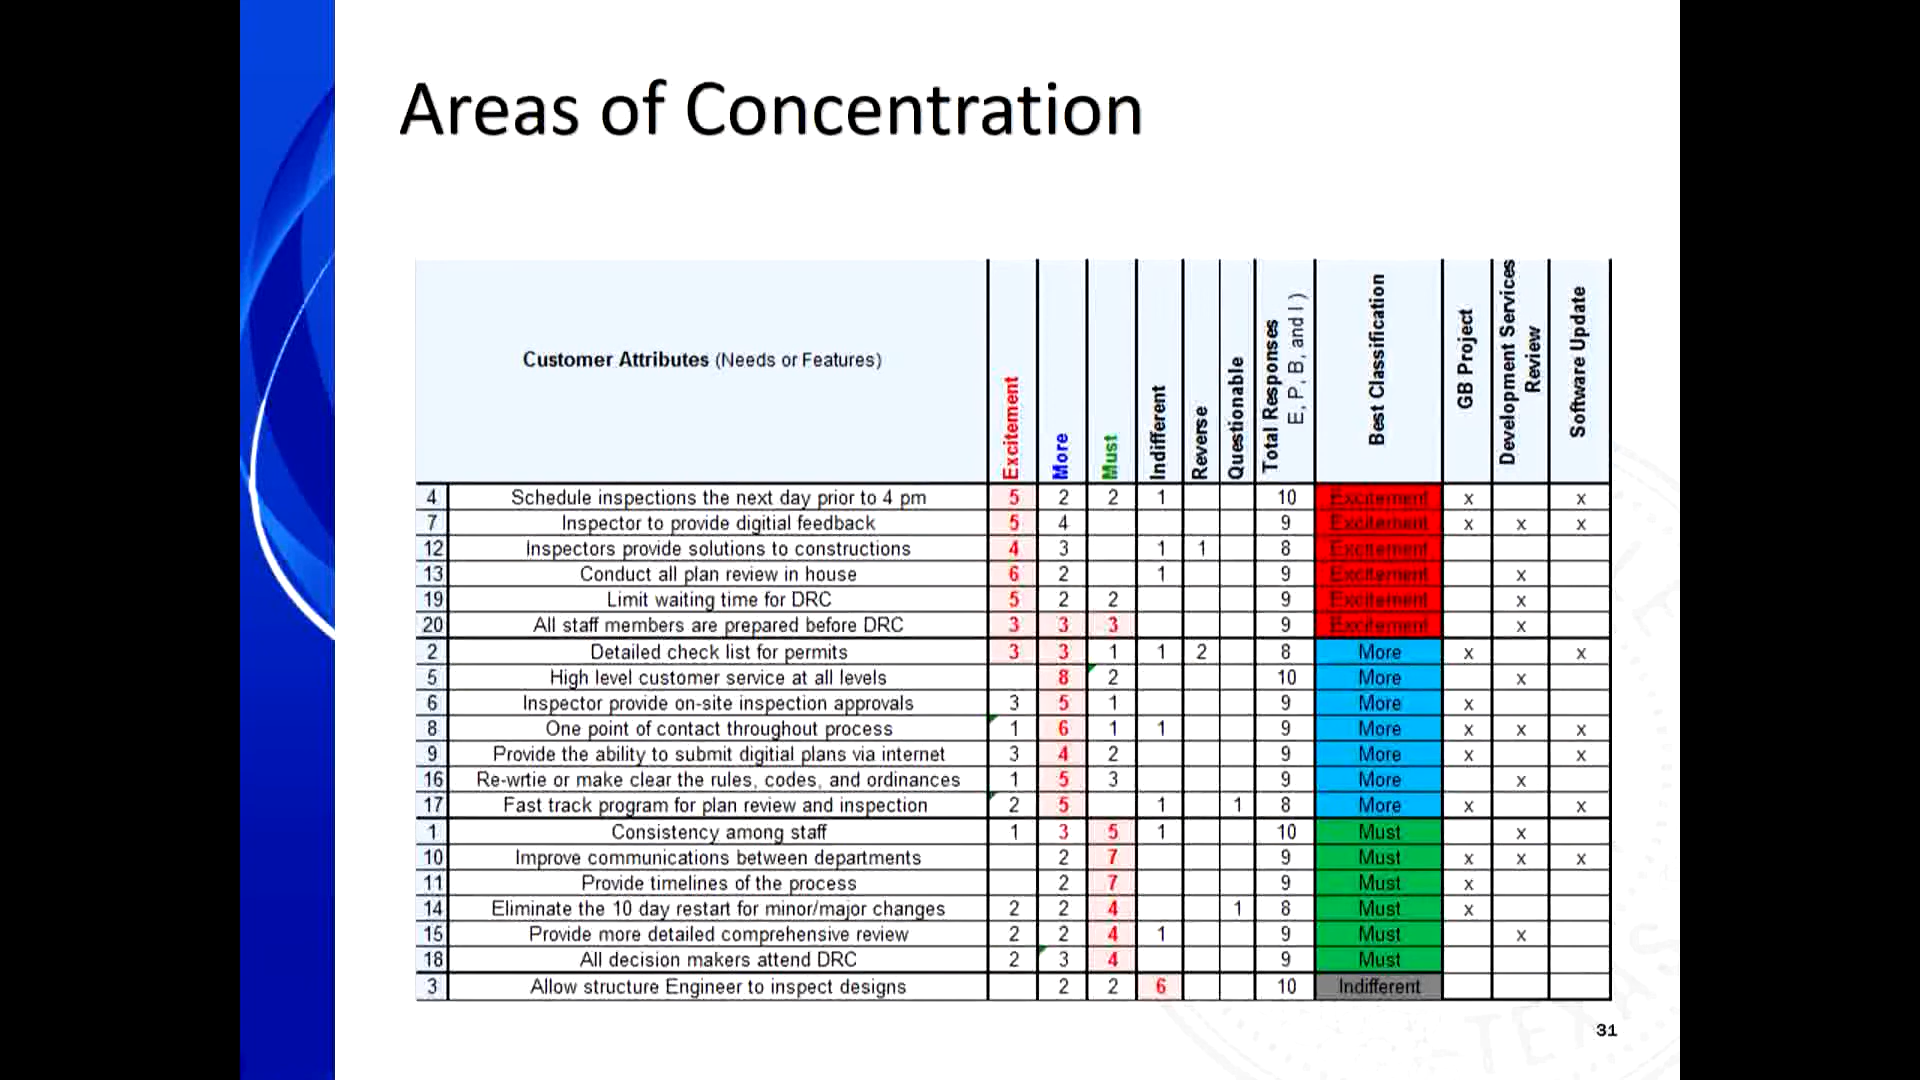 Areas of Concentration
Customer Attributes (Needs or Features)
Excitement
More
Must
Indifferent
Reverse
Questionable
Total Responses
E, P, B, and I )
Best Classification
GB Project
Development Services
Review
Software Update
4 Schedule inspections the next day prior to 4 pm 5 2 2 1 10 Excitement x x
7 Inspector to provide digitial feedback 5 4 9 Excitement x x x
12 Inspectors provide solutions to constructions 4 3 1 1 8 Excitement
13 Conduct all plan review in house 6 2 1 9 Excitement x
19 Limit waiting time for DRC 5 2 2 9 Excitement x
20 All staff members are prepared before DRC 3 3 3 9 Excitement x
2 Detailed check list for permits 3 3 1 1 2 8 More x x
5 High level customer service at all levels 8 2 10 More x
6 Inspector provide on-site inspection approvals 3 5 1 9 More x
8 One point of contact throughout process 1 6 1 1 9 More x x x
9 Provide the ability to submit digitial plans via internet 3 4 2 9 More x x
16 Re-wrtie or make clear the rules, codes, and ordinances 1 5 3 9 More x
17 Fast track program for plan review and inspection 2 5 1 1 8 More x x
1 Consistency among staff 1 3 5 1 10 Must x
10 Improve communications between departments 2 7 9 Must x x x
11 Provide timelines of the process 2 7 9 Must x
14 Eliminate the 10 day restart for minor/major changes 2 2 4 1 8 Must x
15 Provide more detailed comprehensive review 2 2 4 1 9 Must x
18 All decision makers attend DRC 2 3 4 9 Must
3 Allow structure Engineer to inspect designs 2 2 6 10 Indifferent
31